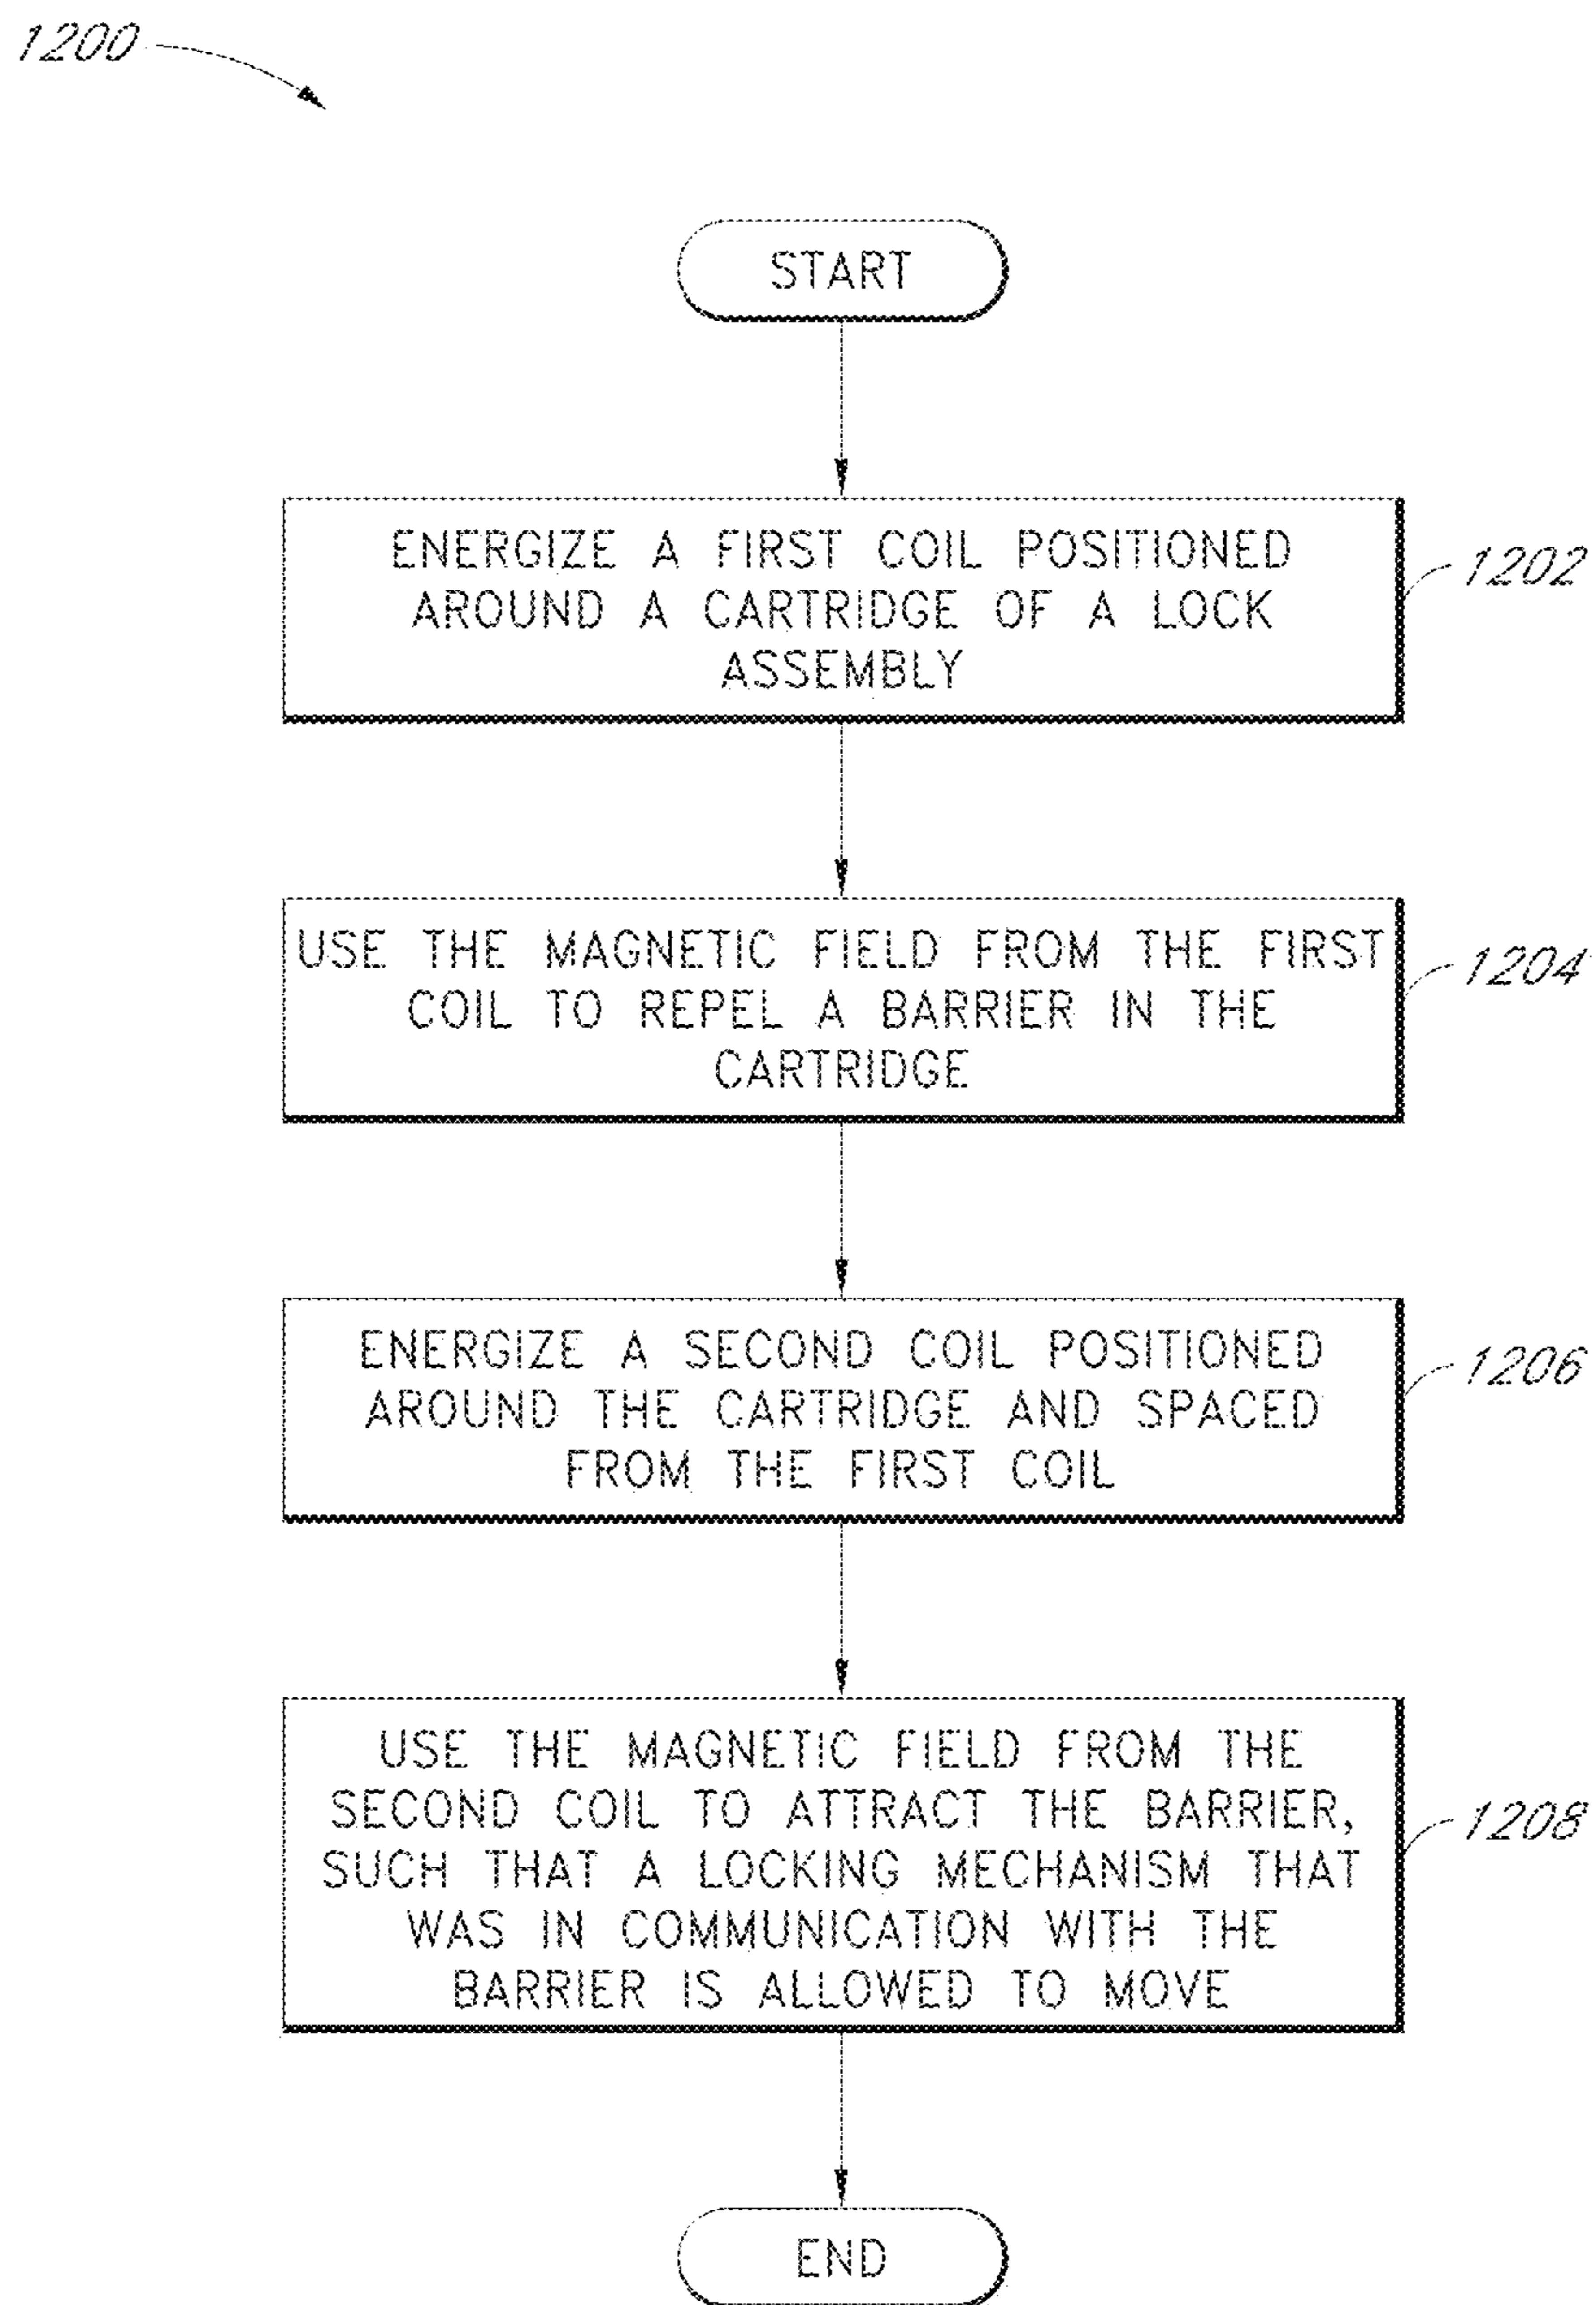 1200
START
ENERGIZE A FIRST COIL POSITIONED
AROUND A CARTRIDGE OF A LOCK
ASSEMBLY
1202
USE THE MAGNETIC FIELD FROM THE FIRST
COIL TO REPEL A BARRIER IN THE
CARTRIDGE
1204
ENERGIZE A SECOND COIL POSITIONED
AROUND THE CARTRIDGE AND SPACED
FROM THE FIRST COIL
1206
USE THE MAGNETIC FIELD FROM THE
SECOND COIL TO ATTRACT THE BARRIER,
SUCH THAT A LOCKING MECHANISM THAT
WAS IN COMMUNICATION WITH THE
BARRIER IS ALLOWED TO MOVE
1208
END